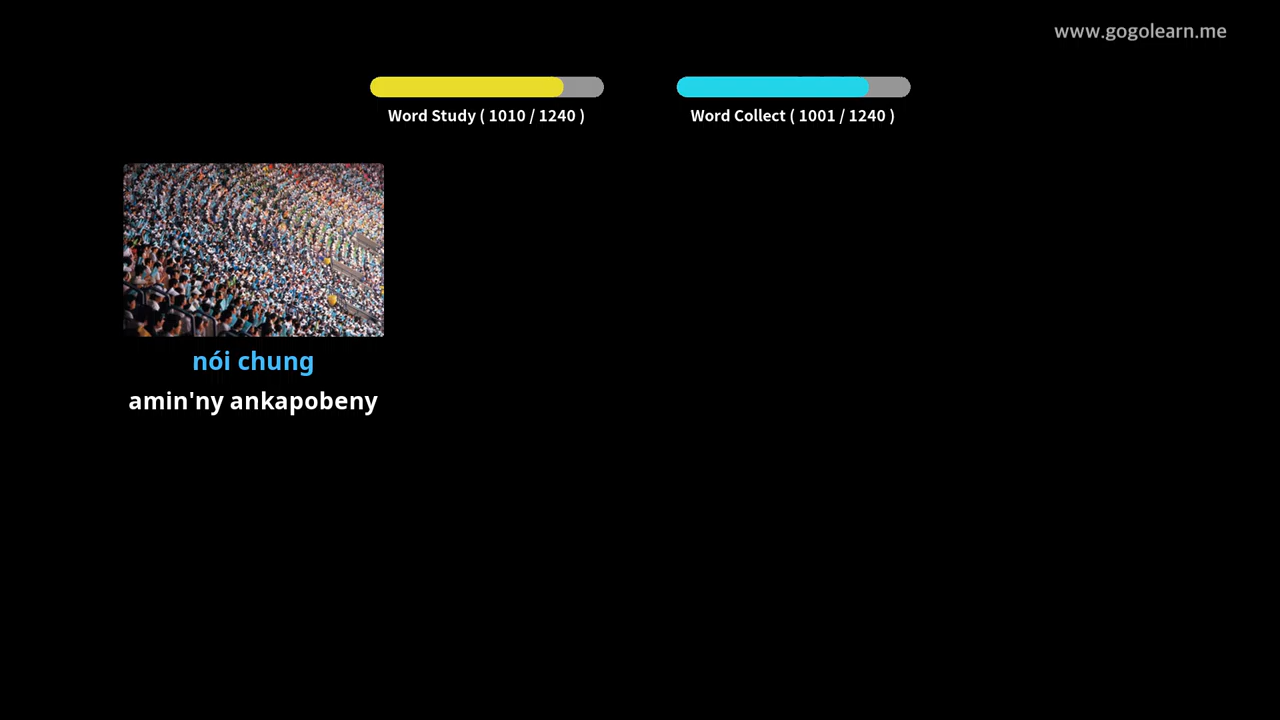 www.gogolearn.me
Word Study ( 1010 / 1240 )
Word Collect ( 1001 / 1240 )
nói chung
amin'ny ankapobeny